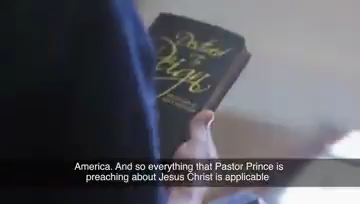 Destined
To
Reign
America. And so everything that Pastor Prince is
preaching about Jesus Christ is applicable